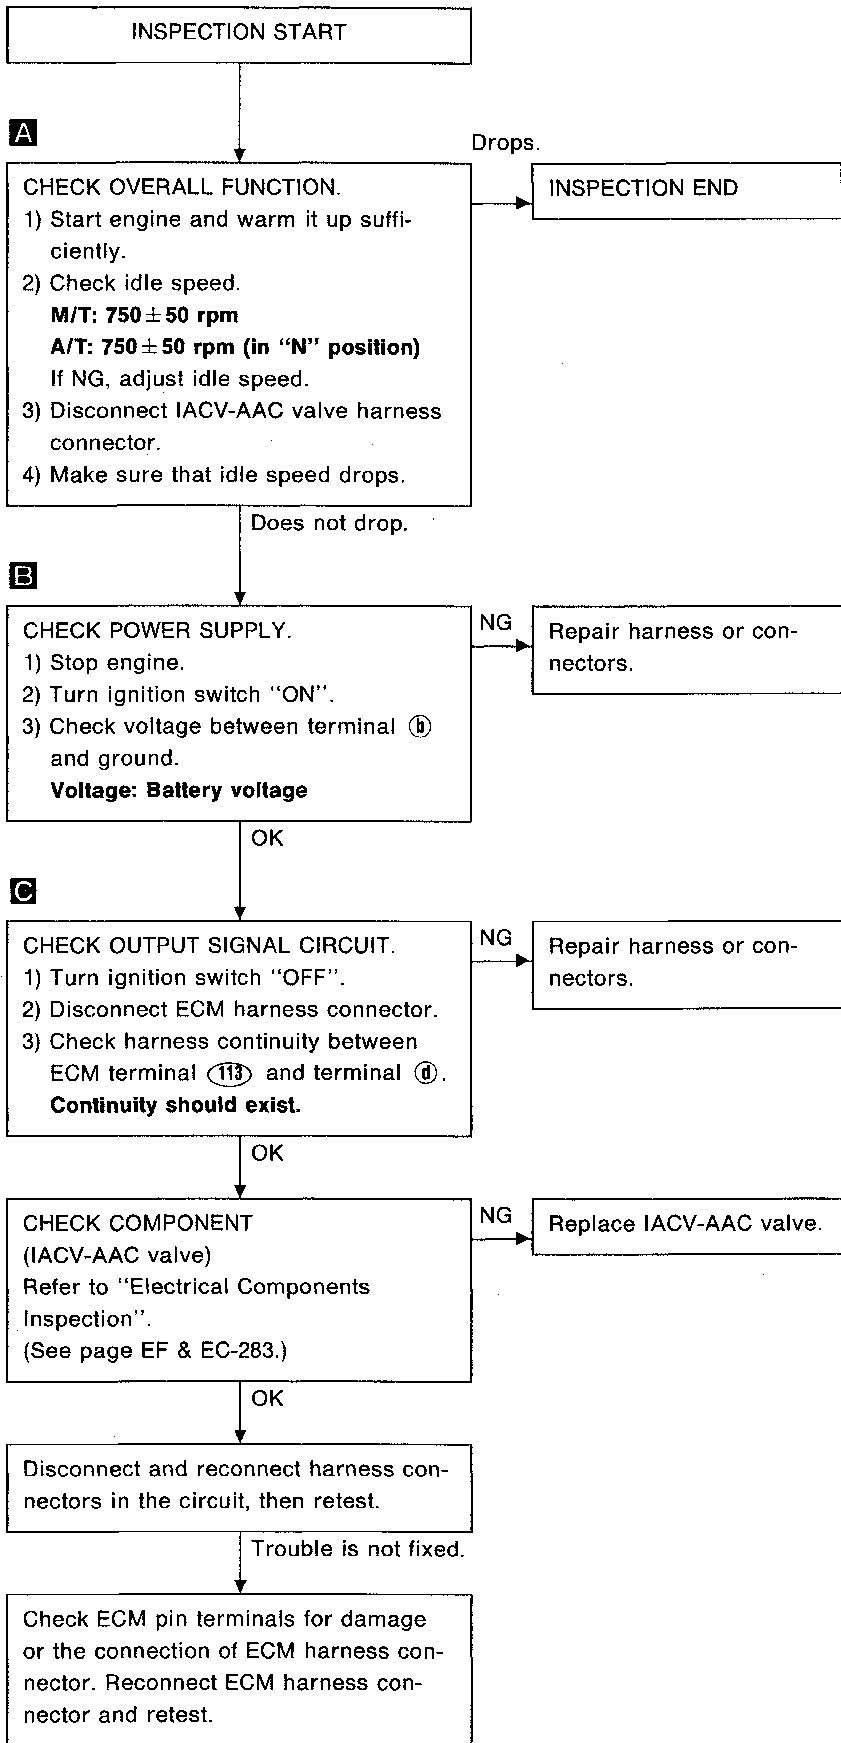 INSPECTION START
A
Drops.
CHECK OVERALL FUNCTION.
1) Start engine and warm it up suffi-
ciently.
2) Check idle speed.
M/T: 750±50 rpm
A/T: 750±50 rpm (in "N" position)
If NG, adjust idle speed.
3) Disconnect IACV-AAC valve harness
connector.
4) Make sure that idle speed drops.
INSPECTION END
Does not drop.
B
CHECK POWER SUPPLY.
1) Stop engine.
2) Turn ignition switch "ON".
3) Check voltage between terminal ⓑ
and ground.
Voltage: Battery voltage
NG
Repair harness or con-
nectors.
OK
C
CHECK OUTPUT SIGNAL CIRCUIT.
1) Turn ignition switch "OFF".
2) Disconnect ECM harness connector.
3) Check harness continuity between
ECM terminal 113 and terminal ⓓ.
Continuity should exist.
NG
Repair harness or con-
nectors.
OK
CHECK COMPONENT
(IACV-AAC valve)
Refer to "Electrical Components
Inspection".
(See page EF & EC-283.)
NG
Replace IACV-AAC valve.
OK
Disconnect and reconnect harness con-
nectors in the circuit, then retest.
Trouble is not fixed.
Check ECM pin terminals for damage
or the connection of ECM harness con-
nector. Reconnect ECM harness con-
nector and retest.